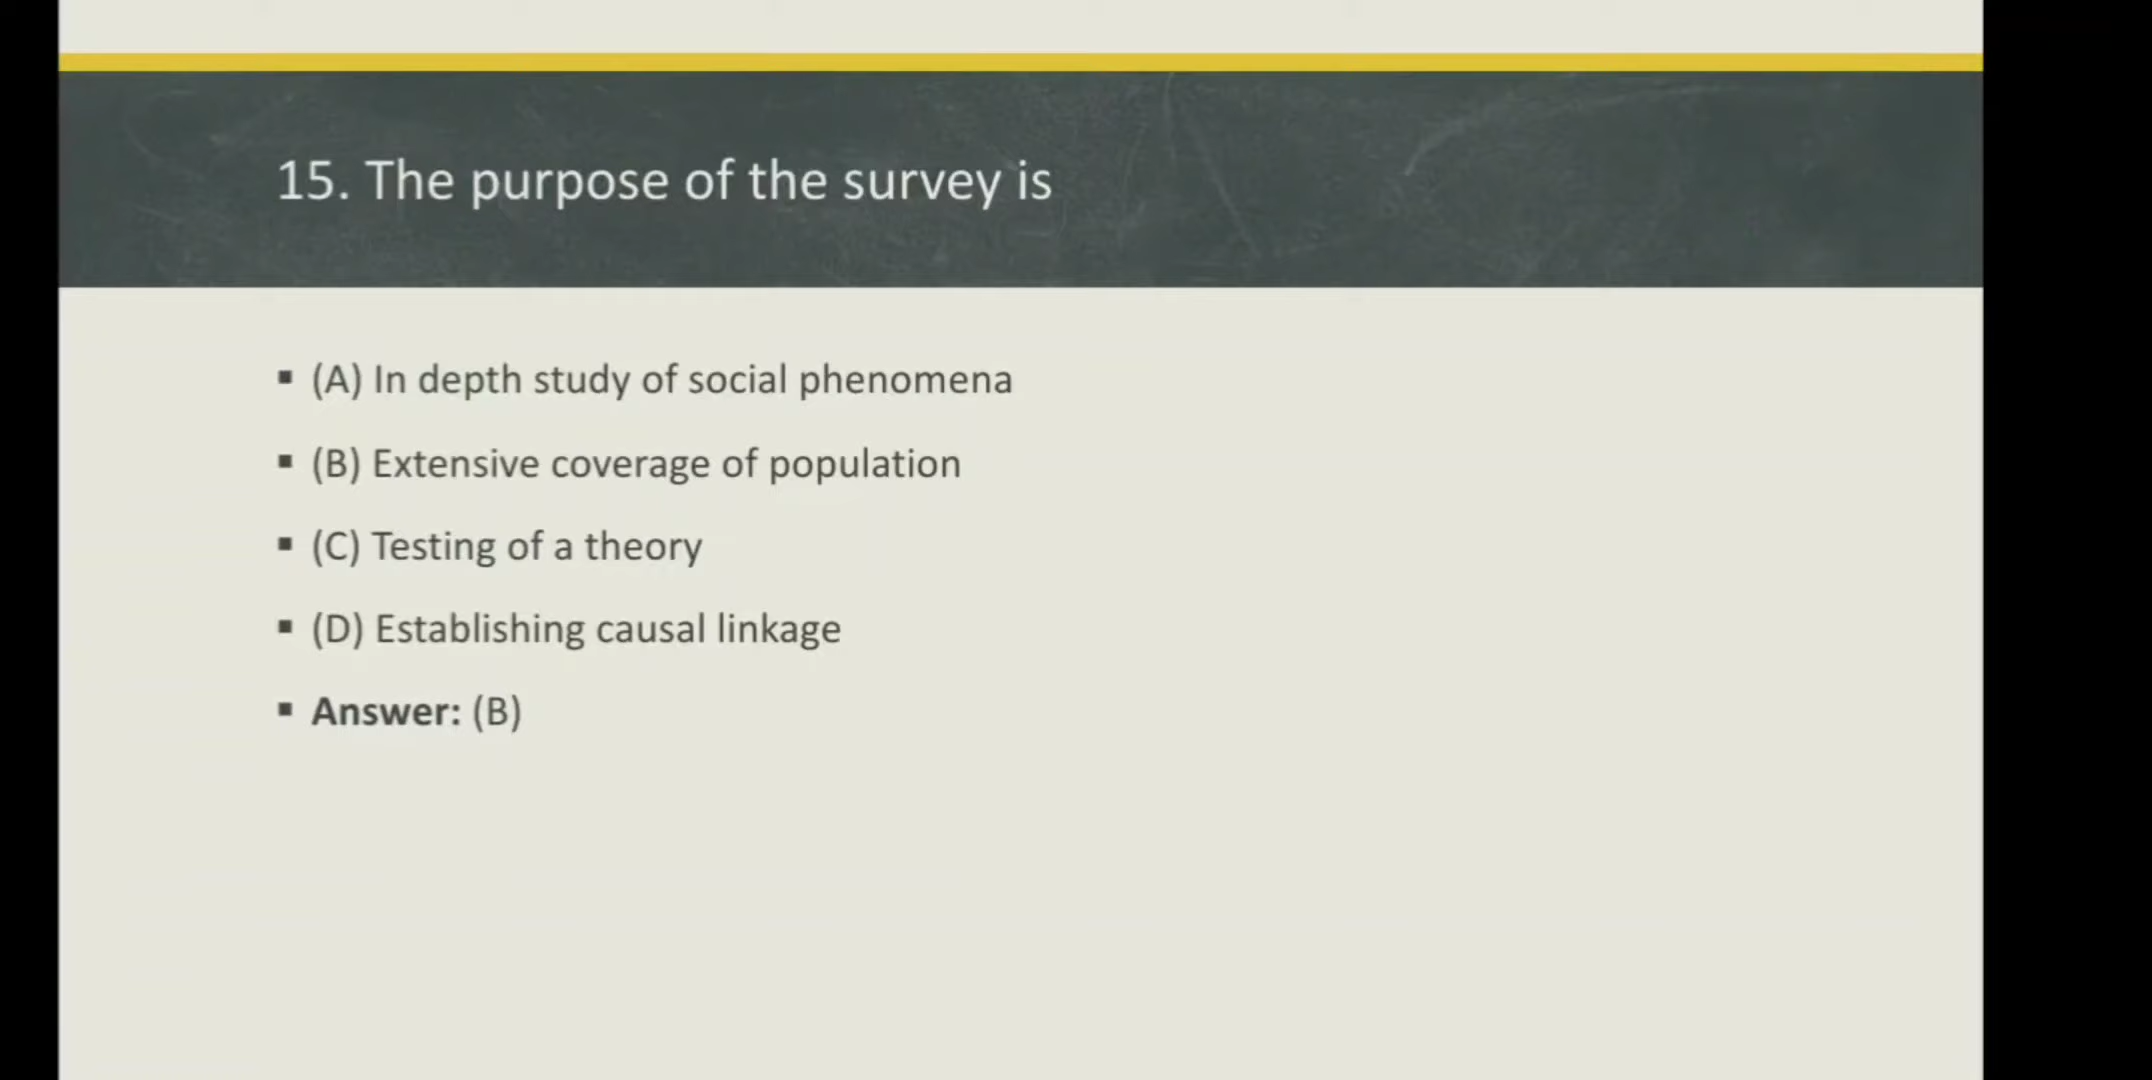 15. The purpose of the survey is
▪ (A) In depth study of social phenomena
▪ (B) Extensive coverage of population
▪ (C) Testing of a theory
▪ (D) Establishing causal linkage
▪ Answer: (B)